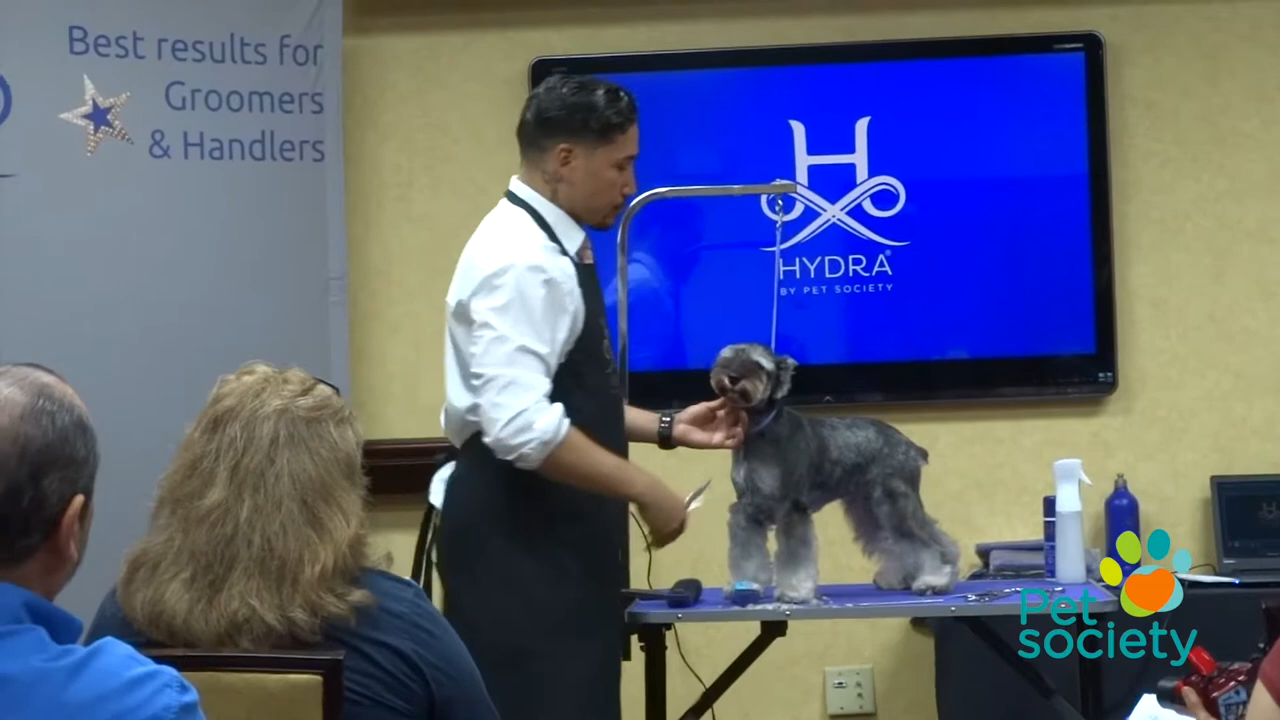 Best results for
Groomers
& Handlers
H
HYDRA®
BY PET SOCIETY
Pet
society